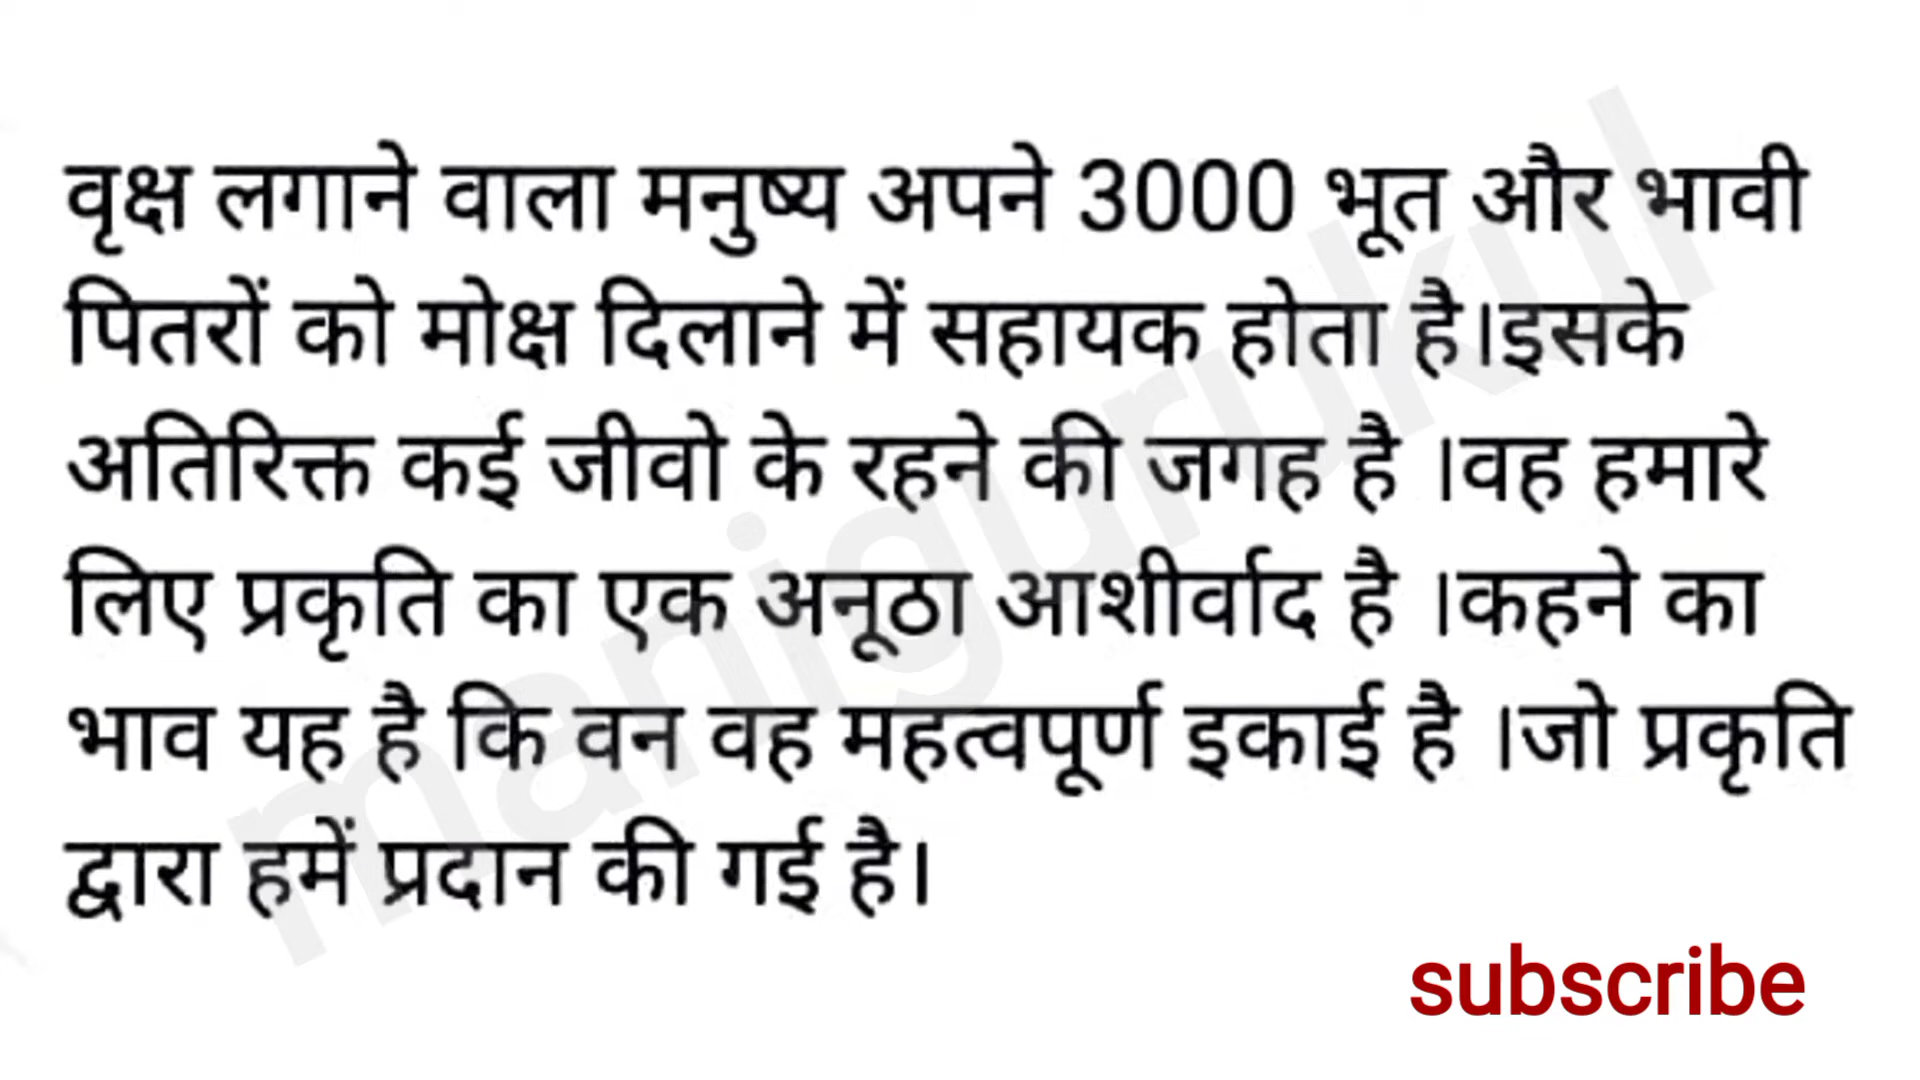 वृक्ष लगाने वाला मनुष्य अपने 3000 भूत और भावी
पितरों को मोक्ष दिलाने में सहायक होता है।इसके
अतिरिक्त कई जीवो के रहने की जगह है ।वह हमारे
लिए प्रकृति का एक अनूठा आशीर्वाद है ।कहने का
भाव यह है कि वन वह महत्वपूर्ण इकाई है ।जो प्रकृति
द्वारा हमें प्रदान की गई है।
manigurukul
subscribe